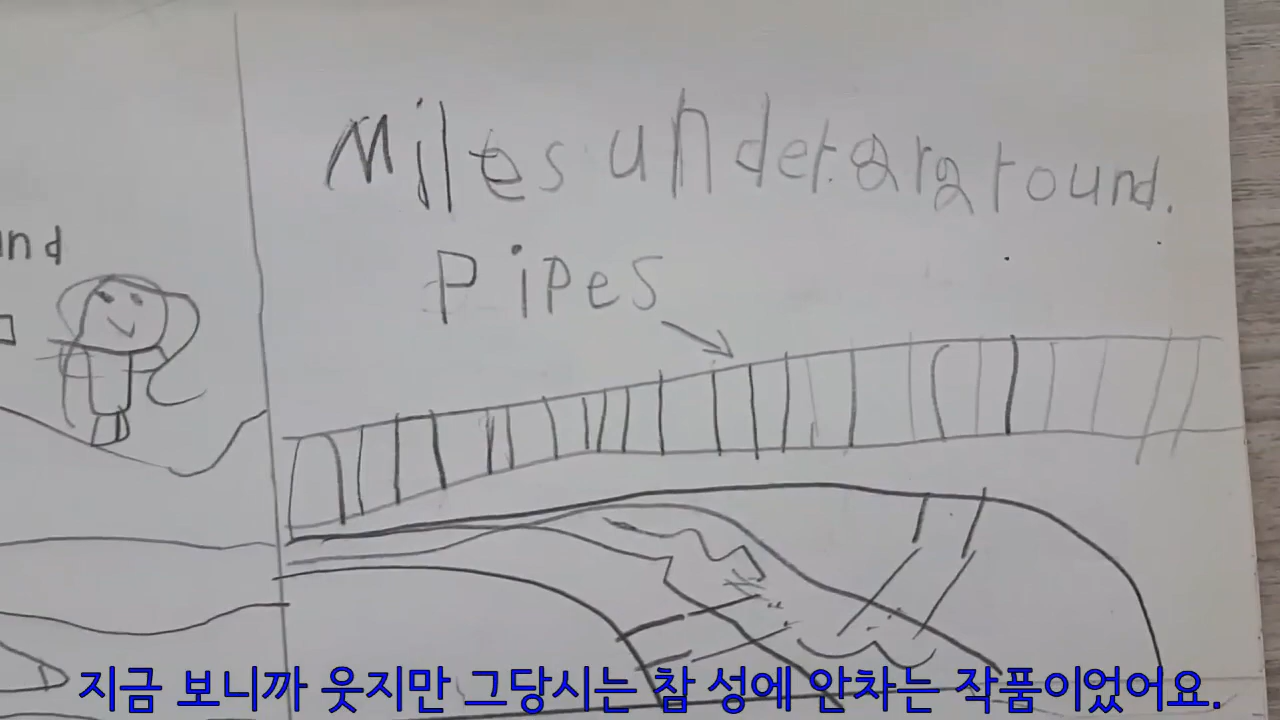 Miles undergrground.
Pipes
nd
지금 보니까 웃지만 그당시는 참 성에 안차는 작품이었어요.